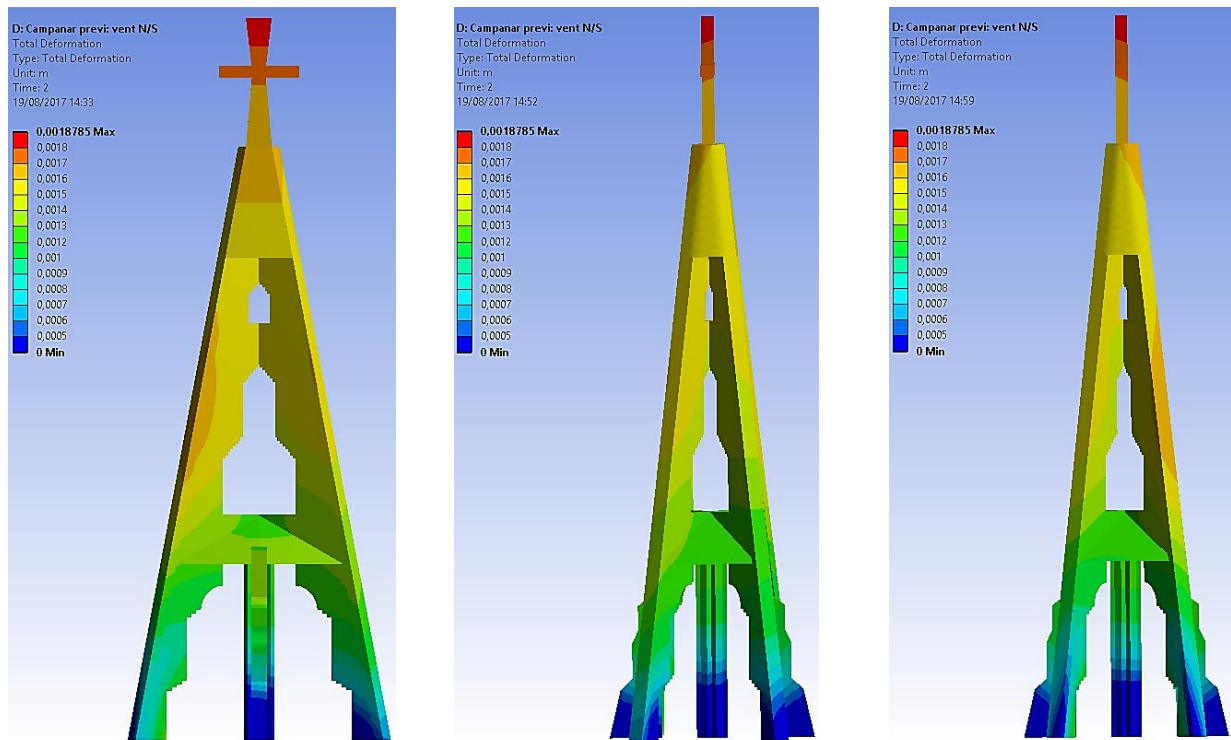 D: Campanar previ: vent N/S
Total Deformation
Type: Total Deformation
Unit: m
Time: 2
19/08/2017 14:33
0,0018785 Max
0,0018
0,0017
0,0016
0,0015
0,0014
0,0013
0,0012
0,001
0,0009
0,0008
0,0007
0,0006
0,0005
0 Min
D: Campanar previ: vent N/S
Total Deformation
Type: Total Deformation
Unit: m
Time: 2
19/08/2017 14:52
0,0018785 Max
0,0018
0,0017
0,0016
0,0015
0,0014
0,0013
0,0012
0,001
0,0009
0,0008
0,0007
0,0006
0,0005
0 Min
D: Campanar previ: vent N/S
Total Deformation
Type: Total Deformation
Unit: m
Time: 2
19/08/2017 14:59
0,0018785 Max
0,0018
0,0017
0,0016
0,0015
0,0014
0,0013
0,0012
0,001
0,0009
0,0008
0,0007
0,0006
0,0005
0 Min